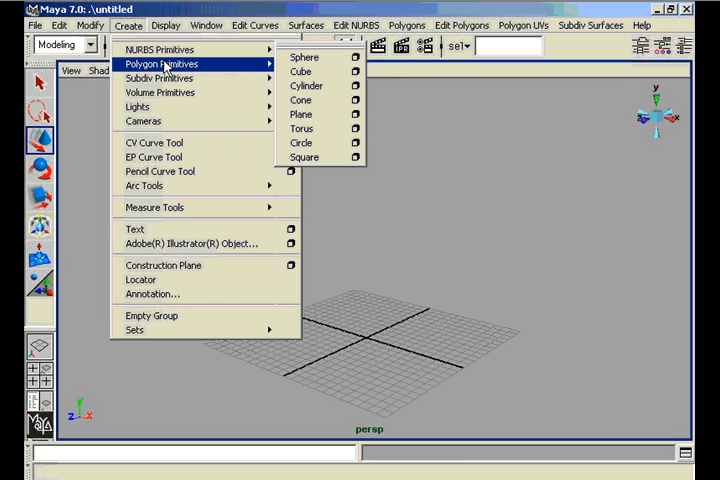 Maya 7.0: .\untitled
File Edit Modify Create Display Window Edit Curves Surfaces Edit NURBS Polygons Edit Polygons Polygon UVs Subdiv Surfaces Help
Modeling
sel
View Shad
NURBS Primitives
Polygon Primitives
Subdiv Primitives
Volume Primitives
Lights
Cameras
CV Curve Tool
EP Curve Tool
Pencil Curve Tool
Arc Tools
Measure Tools
Text
Adobe(R) Illustrator(R) Object...
Construction Plane
Locator
Annotation...
Empty Group
Sets
Sphere
Cube
Cylinder
Cone
Plane
Torus
Circle
Square
y
z x
y
z x
persp